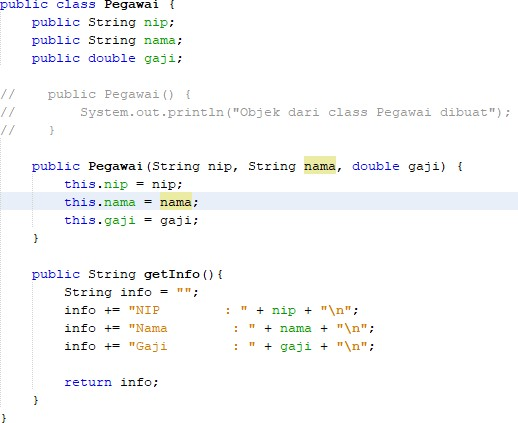 public class Pegawai {
    public String nip;
    public String nama;
    public double gaji;

//    public Pegawai() {
//        System.out.println("Objek dari class Pegawai dibuat");
//    }

    public Pegawai(String nip, String nama, double gaji) {
        this.nip = nip;
        this.nama = nama;
        this.gaji = gaji;
    }

    public String getInfo(){
        String info = "";
        info += "NIP        : " + nip + "\n";
        info += "Nama        : " + nama + "\n";
        info += "Gaji        : " + gaji + "\n";

        return info;
    }
}